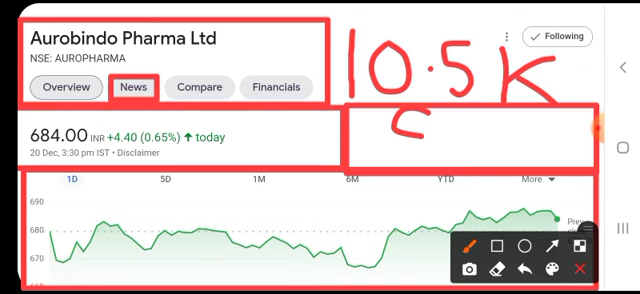 Aurobindo Pharma Ltd
NSE: AUROPHARMA
Following
10.5K
Overview News Compare Financials
684.00 INR +4.40 (0.65%) ↑ today
20 Dec, 3:30 pm IST • Disclaimer
1D 5D 1M 6M YTD More
690
680
670
Prev